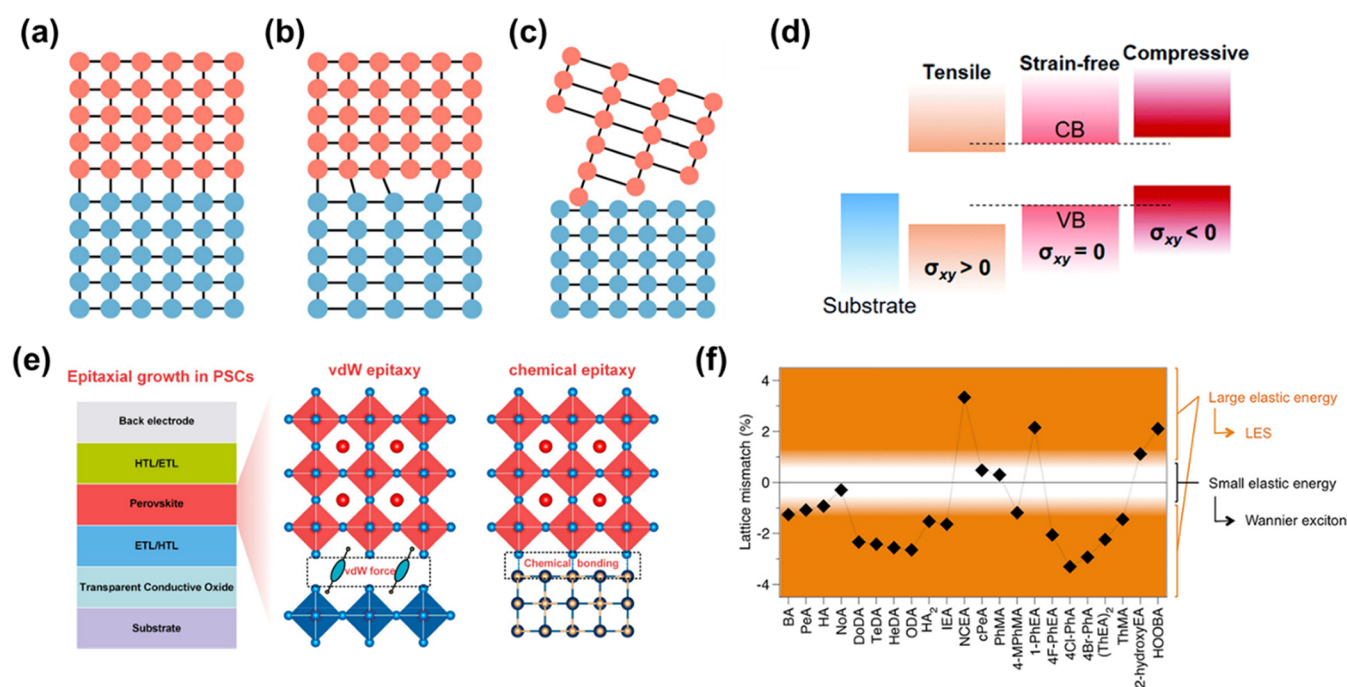 (a)
(b)
(c)
(d)
Tensile
Strain-free
Compressive
CB
VB
σxy > 0
σxy = 0
σxy < 0
Substrate
(e)
Epitaxial growth in PSCs
Back electrode
HTL/ETL
Perovskite
ETL/HTL
Transparent Conductive Oxide
Substrate
vdW epitaxy
vdW force
chemical epitaxy
Chemical bonding
(f)
Lattice mismatch (%)
4
2
0
-2
-4
BA
PeA
HA
NoA
DoDA
TeDA
HeDA
ODA
HA2
IEA
NCEA
cPeA
PhMA
4-MPhMA
1-PhEA
4F-PhEA
4Cl-PhA
4Br-PhA
(ThEA)2
ThMA
2-hydroxyEA
HOOBA
Large elastic energy
LES
Small elastic energy
Wannier exciton